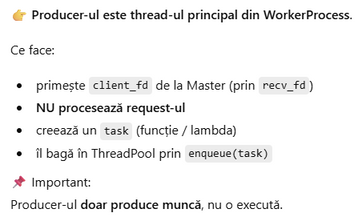 👉 Producer-ul este thread-ul principal din WorkerProcess.
Ce face:
• primește client_fd de la Master (prin recv_fd)
• NU procesează request-ul
• creează un task (funcție / lambda)
• îl bagă în ThreadPool prin enqueue(task)
📌 Important:
Producer-ul doar produce muncă, nu o execută.